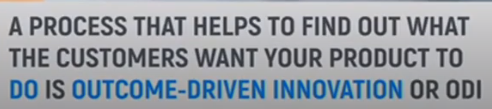 A PROCESS THAT HELPS TO FIND OUT WHAT
THE CUSTOMERS WANT YOUR PRODUCT TO
DO IS OUTCOME-DRIVEN INNOVATION OR ODI